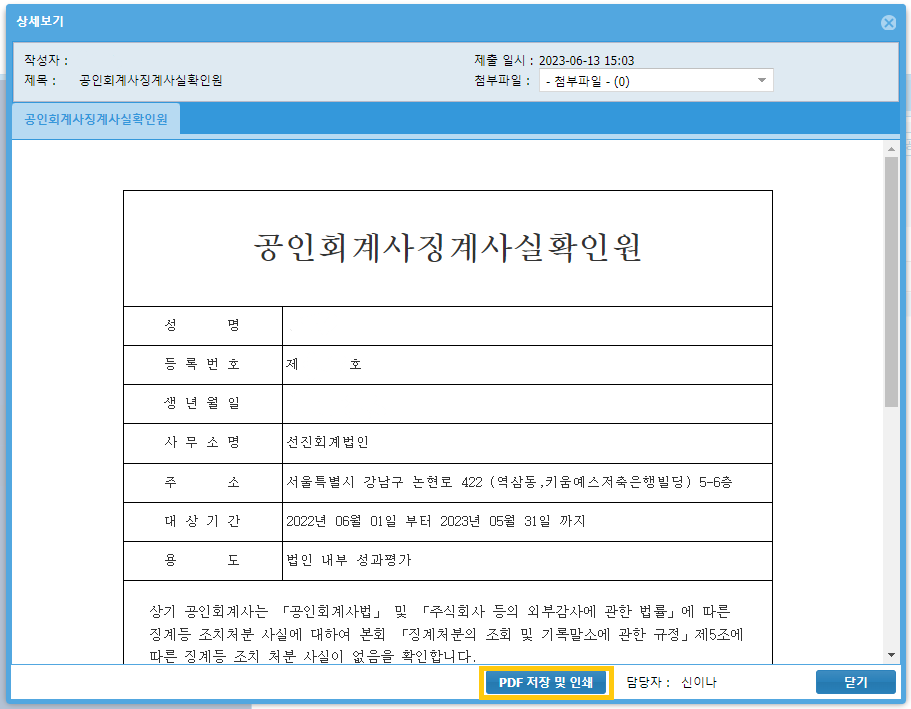 상세보기
작성자 :
제출 일시 : 2023-06-13 15:03
제목 : 공인회계사징계사실확인원
첨부파일 : - 첨부파일 - (0)
공인회계사징계사실확인원
공인회계사징계사실확인원
성 명
등 록 번 호 제 호
생 년 월 일
사 무 소 명 선진회계법인
주 소 서울특별시 강남구 논현로 422 (역삼동,키움예스저축은행빌딩) 5-6층
대 상 기 간 2022년 06월 01일 부터 2023년 05월 31일 까지
용 도 법인 내부 성과평가
상기 공인회계사는 「공인회계사법」 및 「주식회사 등의 외부감사에 관한 법률」에 따른
징계등 조치처분 사실에 대하여 본회 「징계처분의 조회 및 기록말소에 관한 규정」제5조에
따른 징계등 조치 처분 사실이 없음을 확인합니다.
PDF 저장 및 인쇄 담당자 : 신이나 닫기